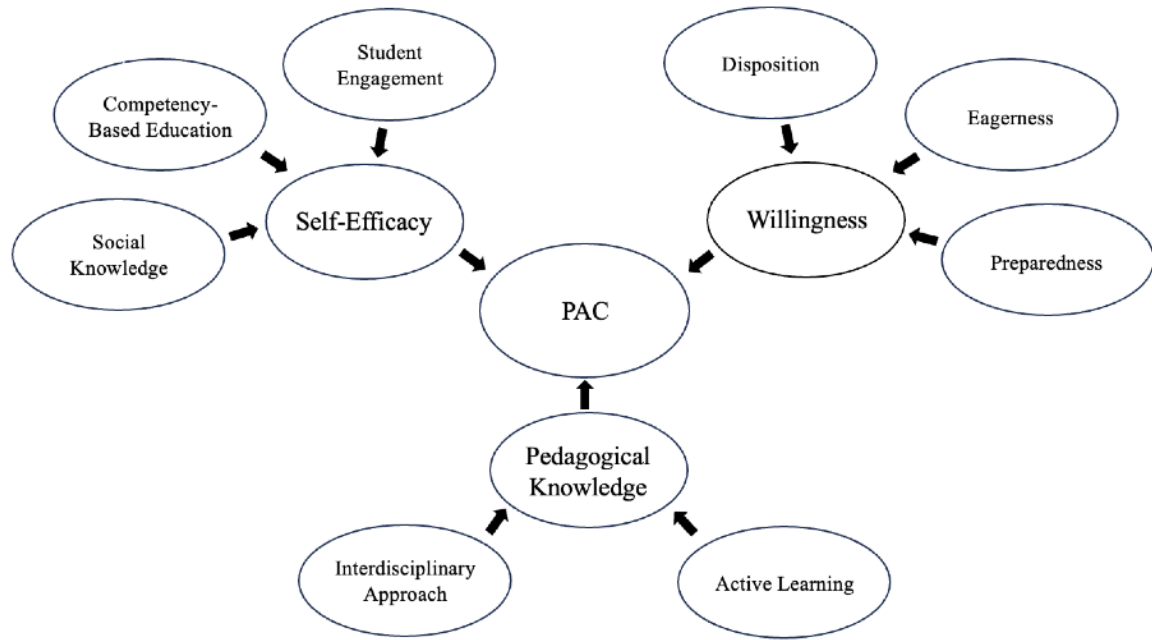 Student
Engagement
Competency-
Based Education
Social
Knowledge
Self-Efficacy
Disposition
Eagerness
Preparedness
Willingness
PAC
Pedagogical
Knowledge
Interdisciplinary
Approach
Active Learning